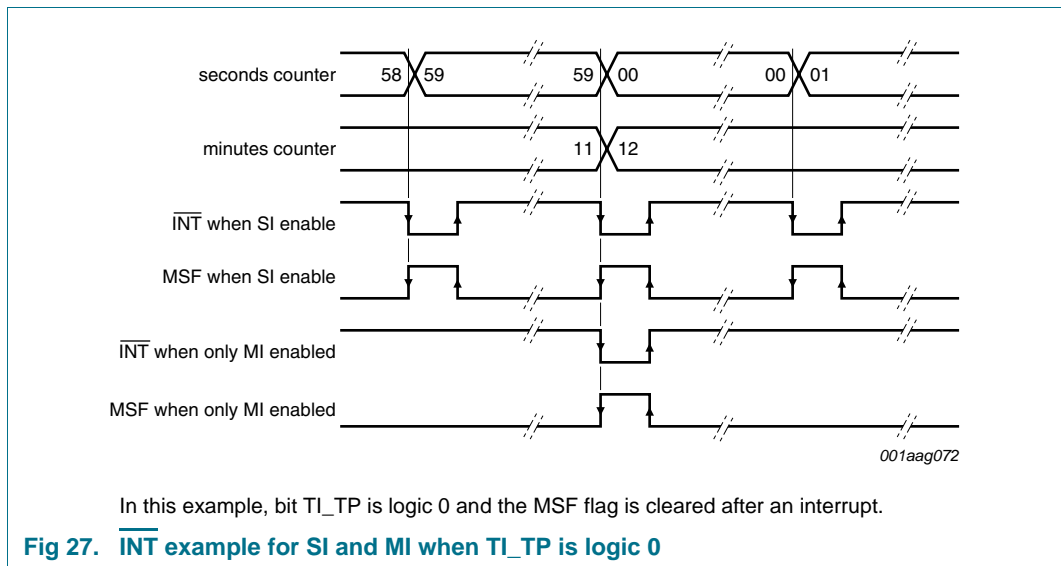 seconds counter 58 59 59 00 00 01
minutes counter 11 12
INT when SI enable
MSF when SI enable
INT when only MI enabled
MSF when only MI enabled
001aag072
In this example, bit TI_TP is logic 0 and the MSF flag is cleared after an interrupt.
Fig 27. INT example for SI and MI when TI_TP is logic 0